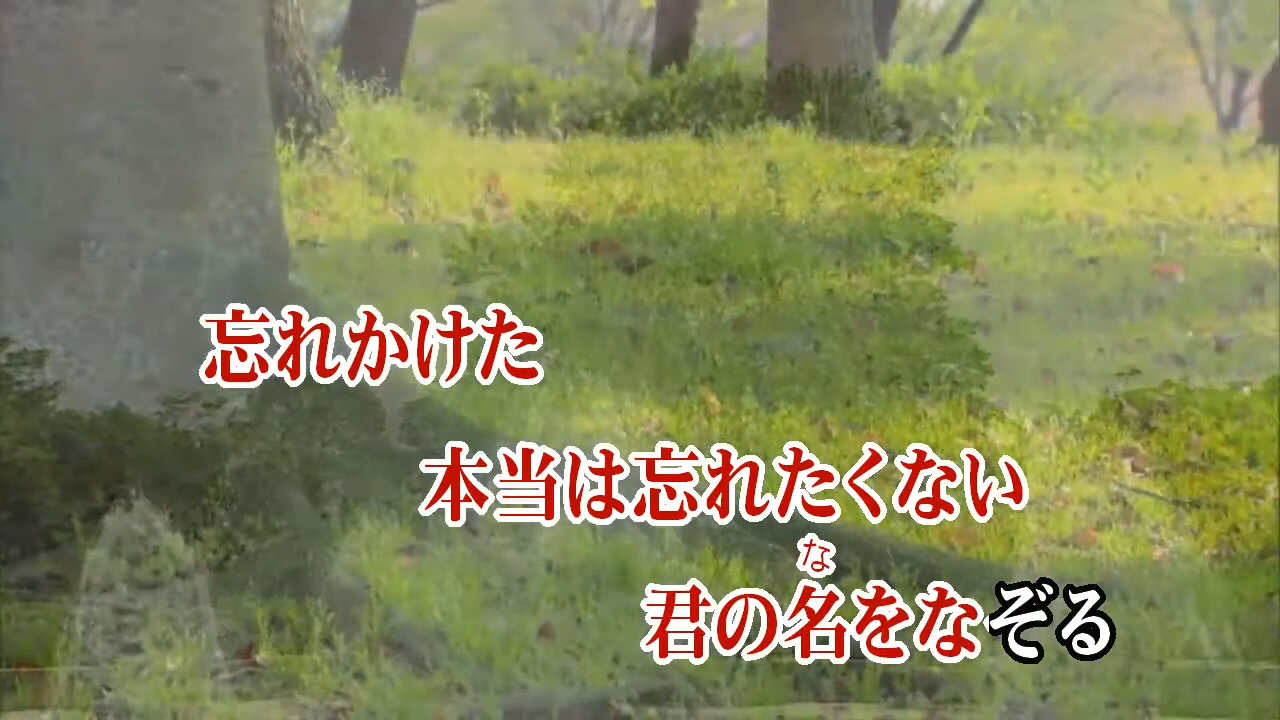 忘れかけた
本当は忘れたくない
な
君の名をなぞる